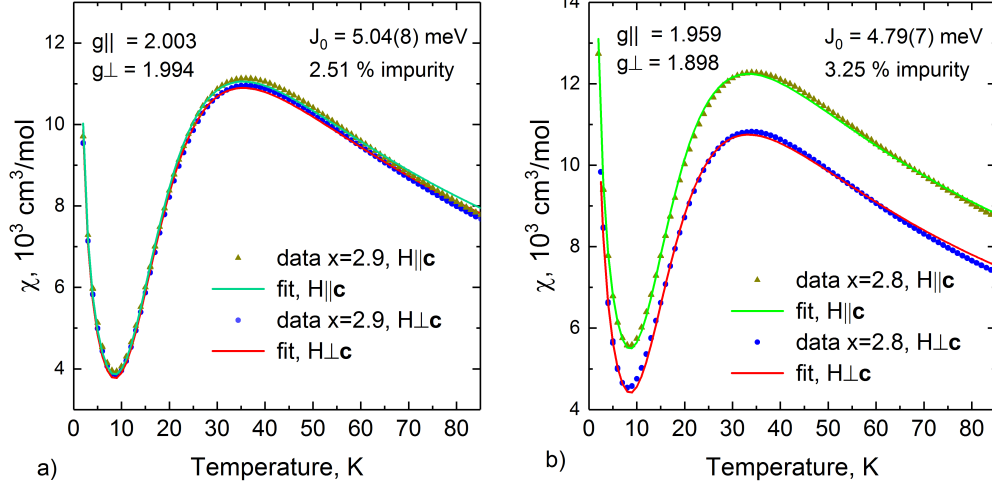 g|| = 2.003
g⊥ = 1.994
J₀ = 5.04(8) meV
2.51 % impurity
12
10
8
6
4
χ, 10³ cm³/mol
data x=2.9, H||c
fit, H||c
data x=2.9, H⊥c
fit, H⊥c
0 10 20 30 40 50 60 70 80
Temperature, K
a)
g|| = 1.959
g⊥ = 1.898
J₀ = 4.79(7) meV
3.25 % impurity
14
12
10
8
6
4
χ, 10³ cm³/mol
data x=2.8, H||c
fit, H||c
data x=2.8, H⊥c
fit, H⊥c
0 10 20 30 40 50 60 70 80
Temperature, K
b)